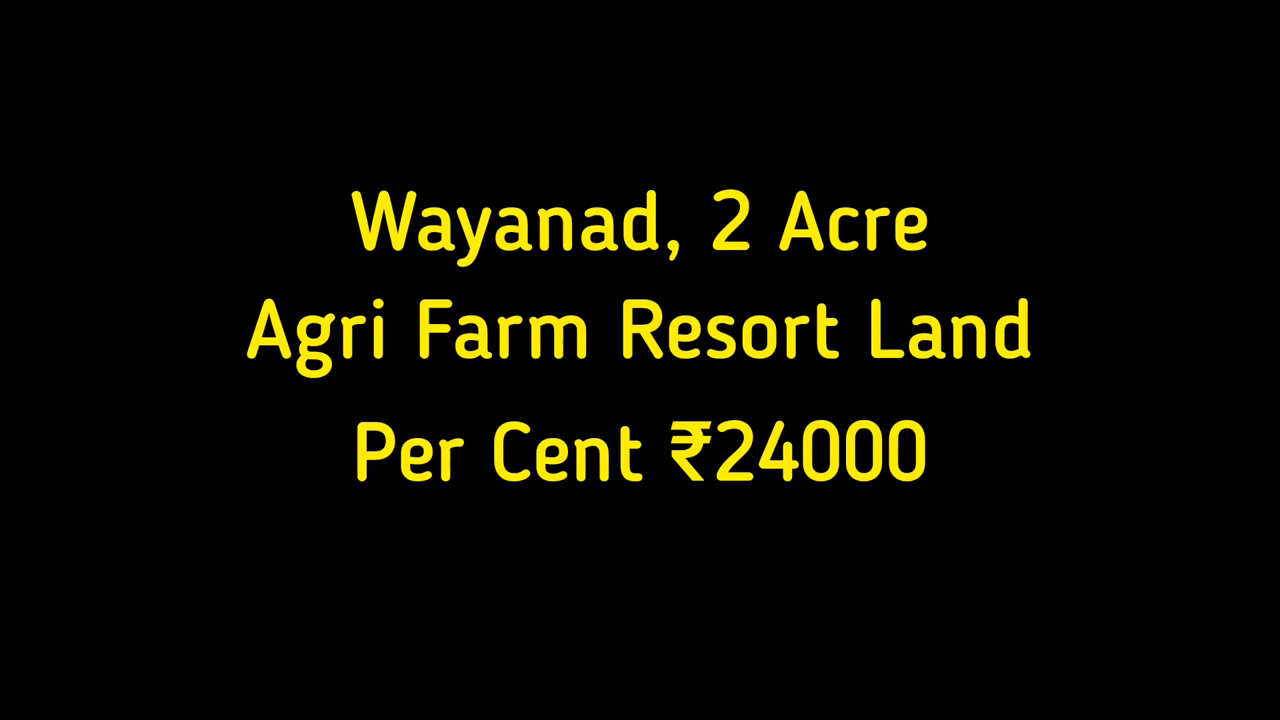 Wayanad, 2 Acre
Agri Farm Resort Land
Per Cent ₹24000